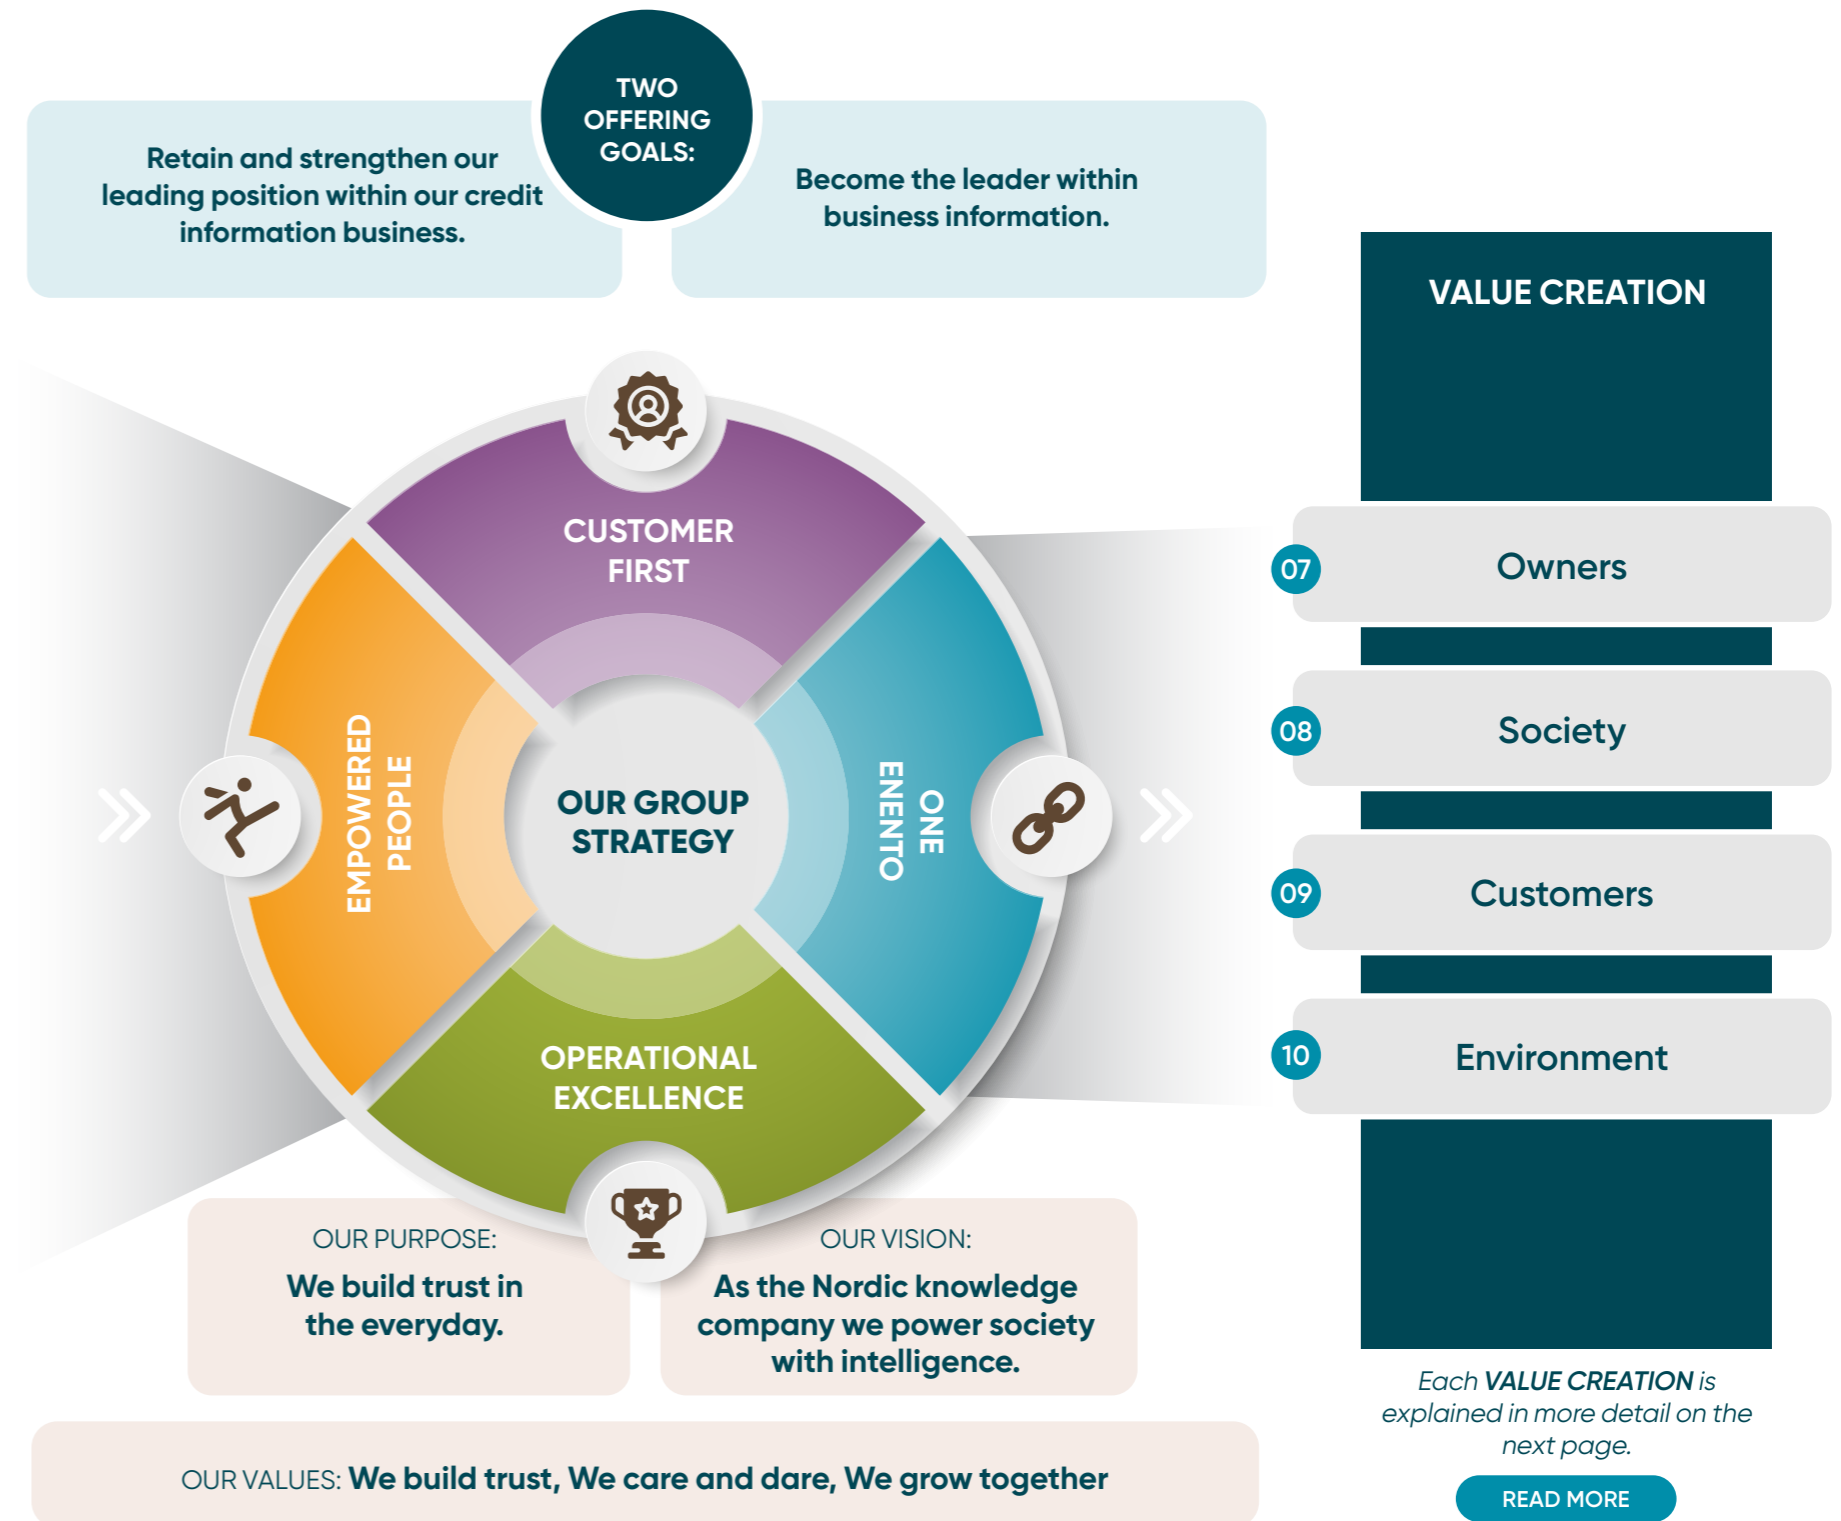 TWO
OFFERING
GOALS:
Retain and strengthen our
leading position within our credit
information business.
Become the leader within
business information.
CUSTOMER
FIRST
EMPOWERED
PEOPLE
OUR GROUP
STRATEGY
ONE
ENENTO
OPERATIONAL
EXCELLENCE
OUR PURPOSE:
We build trust in
the everyday.
OUR VISION:
As the Nordic knowledge
company we power society
with intelligence.
OUR VALUES: We build trust, We care and dare, We grow together
VALUE CREATION
07 Owners
08 Society
09 Customers
10 Environment
Each VALUE CREATION is
explained in more detail on the
next page.
READ MORE